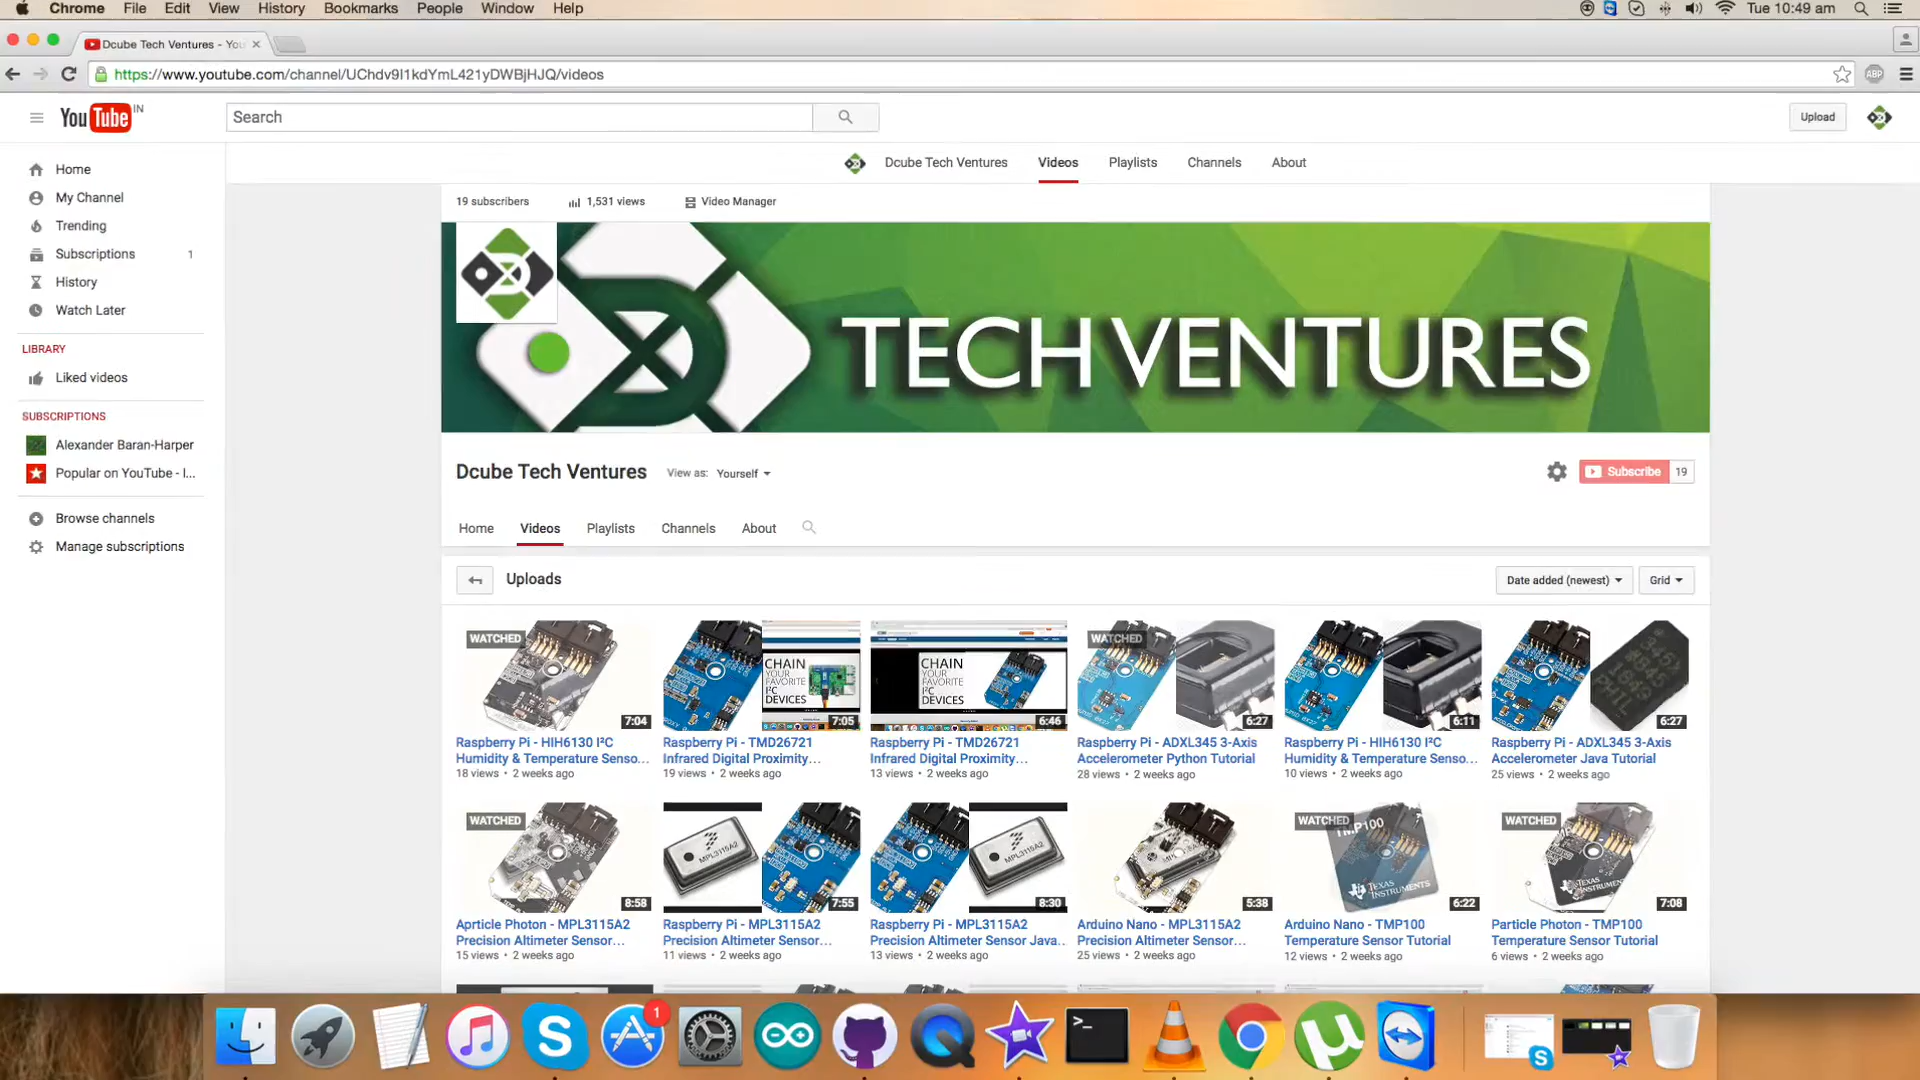 Chrome File Edit View History Bookmarks People Window Help Tue 10:49 am
Dcube Tech Ventures - You
https://www.youtube.com/channel/UChdv9I1kdYmL421yDWBjHJQ/videos ABP
YouTube IN Search Upload
Dcube Tech Ventures Videos Playlists Channels About
Home
My Channel
Trending
Subscriptions 1
History
Watch Later
LIBRARY
Liked videos
SUBSCRIPTIONS
Alexander Baran-Harper
Popular on YouTube - I...
Browse channels
Manage subscriptions
19 subscribers 1,531 views Video Manager
TECH VENTURES
Dcube Tech Ventures View as: Yourself Subscribe 19
Home Videos Playlists Channels About
Uploads Date added (newest) Grid
WATCHED
7:04
Raspberry Pi - HIH6130 I²C
Humidity & Temperature Senso...
18 views • 2 weeks ago
CHAIN
YOUR
FAVORITE
I²C
DEVICES
7:05
Raspberry Pi - TMD26721
Infrared Digital Proximity...
19 views • 2 weeks ago
CHAIN
YOUR
FAVORITE
I²C
DEVICES
6:46
Raspberry Pi - TMD26721
Infrared Digital Proximity...
13 views • 2 weeks ago
WATCHED
6:27
Raspberry Pi - ADXL345 3-Axis
Accelerometer Python Tutorial
28 views • 2 weeks ago
6:11
Raspberry Pi - HIH6130 I²C
Humidity & Temperature Senso...
10 views • 2 weeks ago
6:27
Raspberry Pi - ADXL345 3-Axis
Accelerometer Java Tutorial
25 views • 2 weeks ago
WATCHED
8:58
Aprticle Photon - MPL3115A2
Precision Altimeter Sensor...
15 views • 2 weeks ago
MPL3115A2
7:55
Raspberry Pi - MPL3115A2
Precision Altimeter Sensor...
11 views • 2 weeks ago
MPL3115A2
8:30
Raspberry Pi - MPL3115A2
Precision Altimeter Sensor Java...
13 views • 2 weeks ago
5:38
Arduino Nano - MPL3115A2
Precision Altimeter Sensor...
25 views • 2 weeks ago
WATCHED
TMP100
TEXAS
INSTRUMENTS
6:22
Arduino Nano - TMP100
Temperature Sensor Tutorial
12 views • 2 weeks ago
WATCHED
TEXAS
INSTRUMENTS
7:08
Particle Photon - TMP100
Temperature Sensor Tutorial
6 views • 2 weeks ago
1